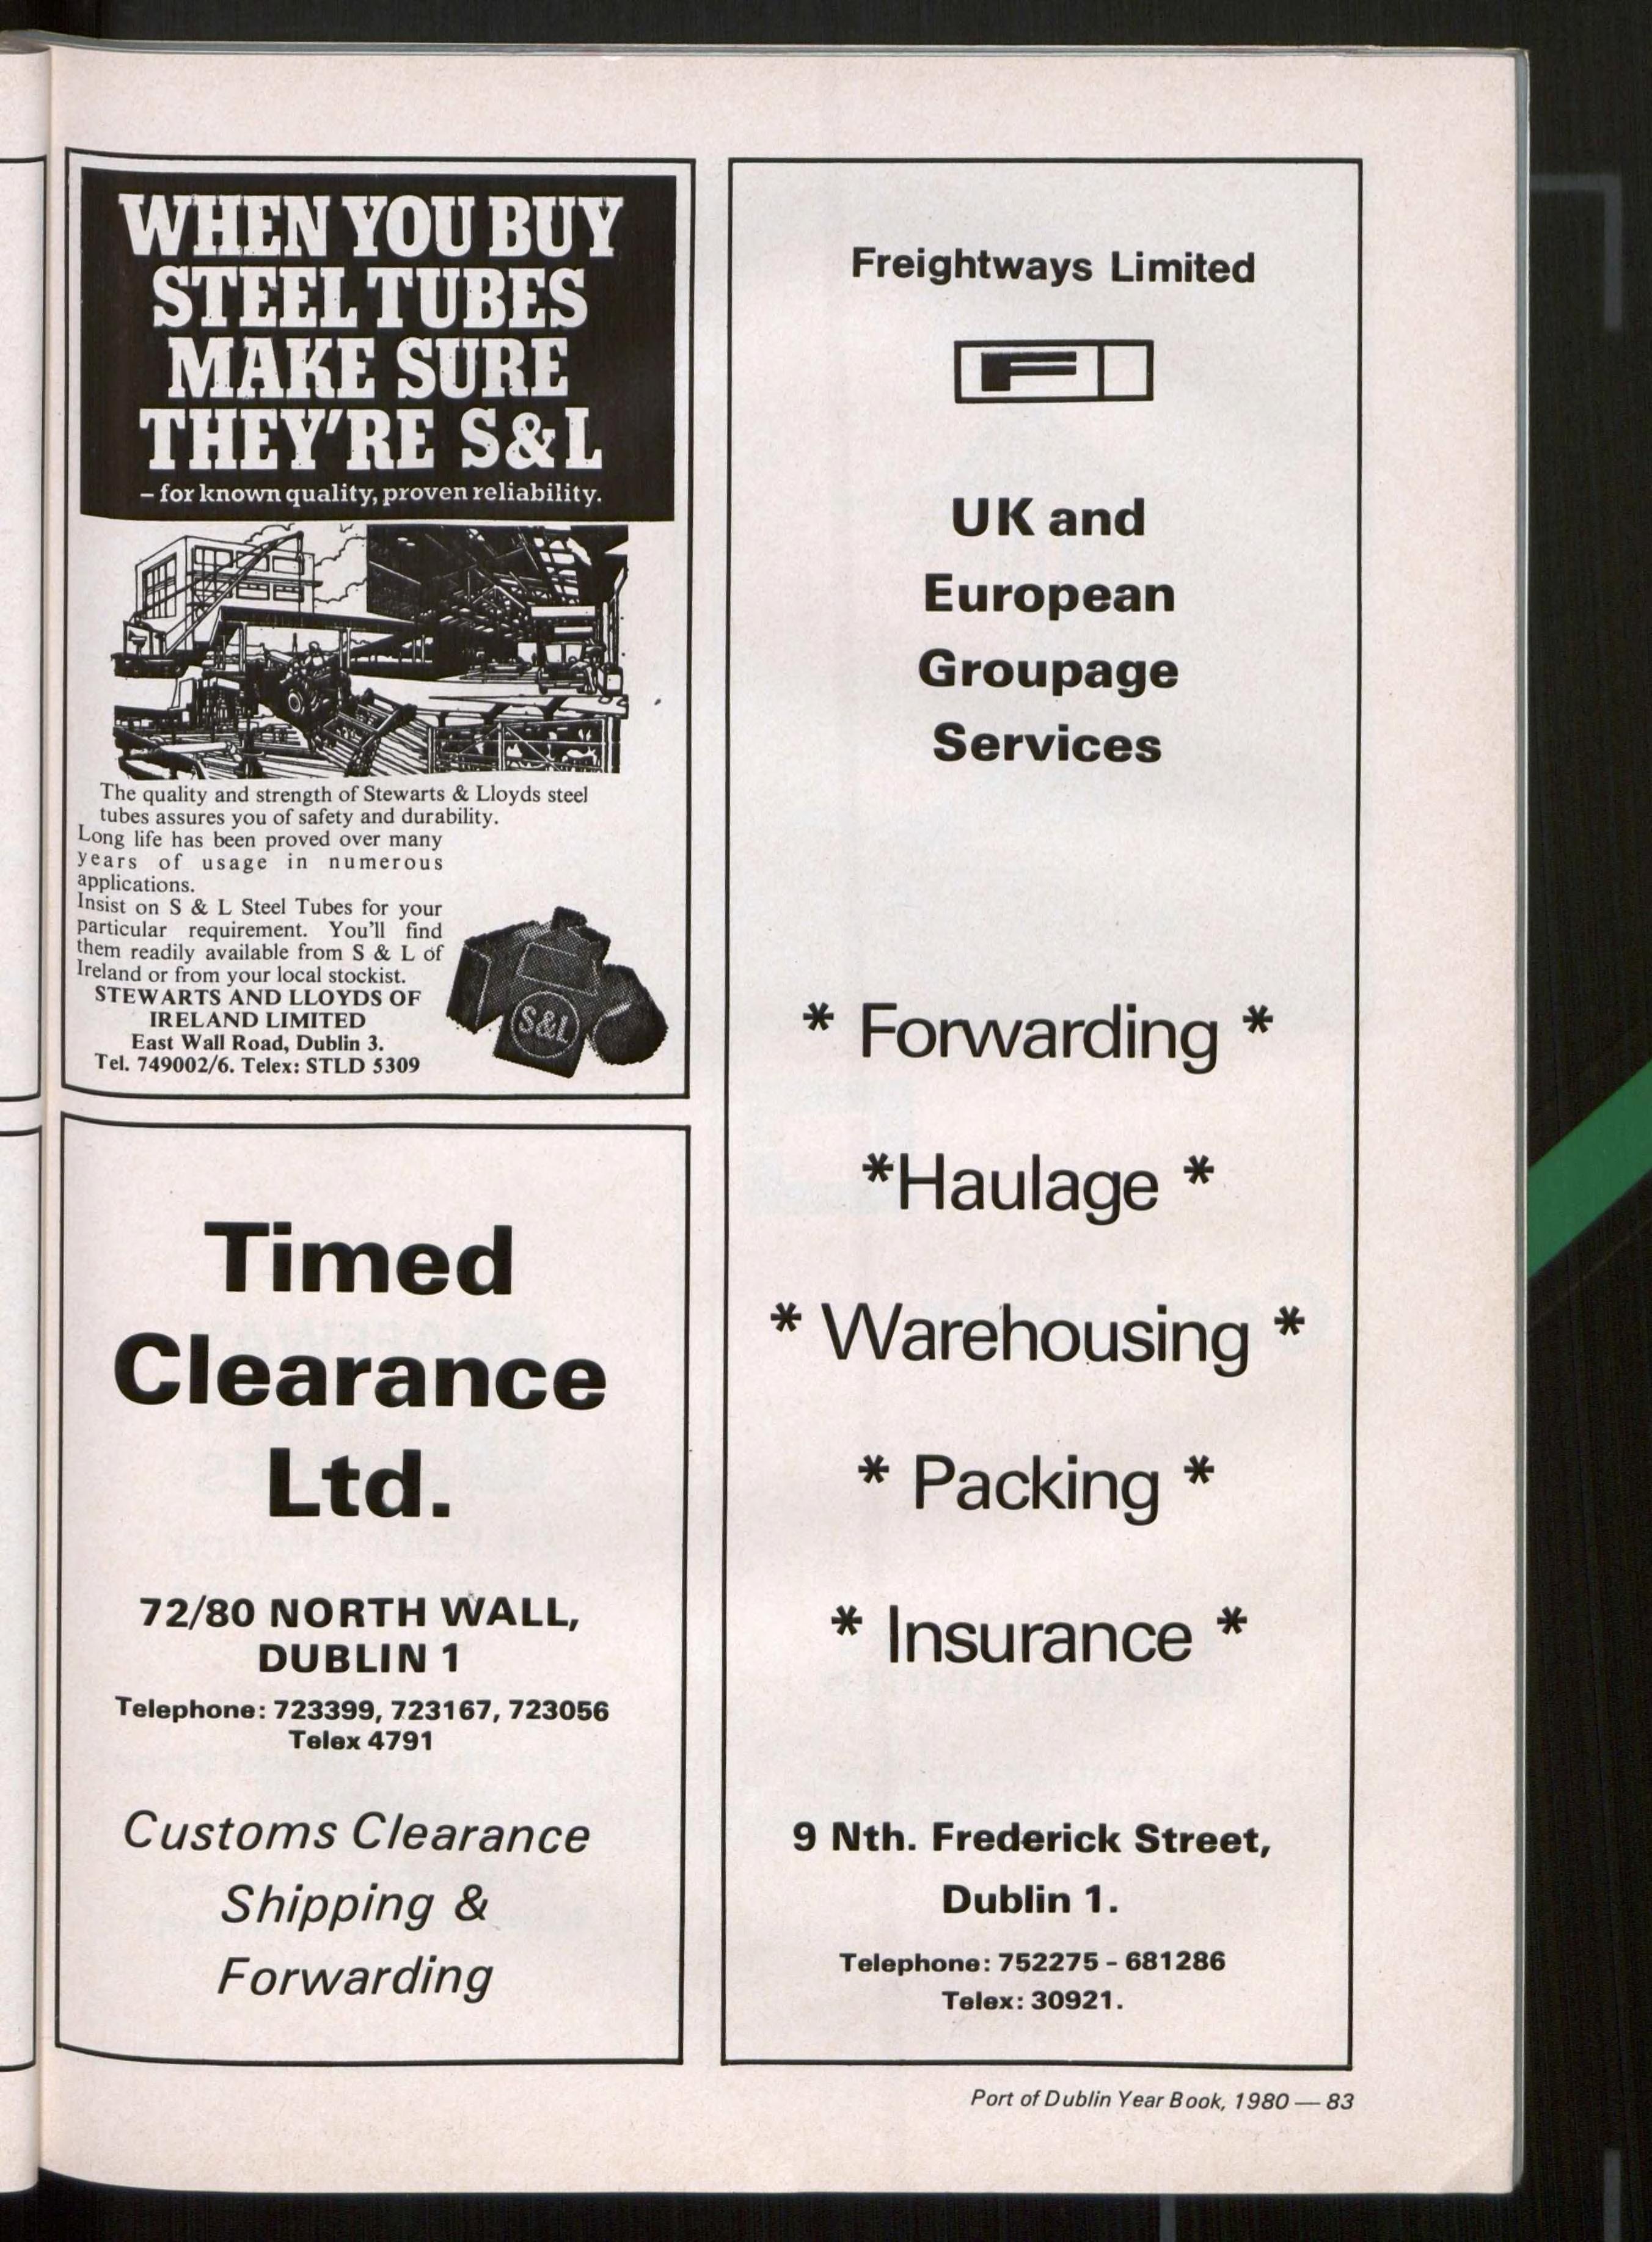 WHEN YOU BUY
STEEL TUBES
MAKE SURE
THEY'RE S&L
– for known quality, proven reliability.
The quality and strength of Stewarts & Lloyds steel
tubes assures you of safety and durability.
Long life has been proved over many
years of usage in numerous
applications.
Insist on S & L Steel Tubes for your
particular requirement. You'll find
them readily available from S & L of
Ireland or from your local stockist.
STEWARTS AND LLOYDS OF
IRELAND LIMITED
East Wall Road, Dublin 3.
Tel. 749002/6. Telex: STLD 5309
S&L
Timed
Clearance
Ltd.
72/80 NORTH WALL,
DUBLIN 1
Telephone: 723399, 723167, 723056
Telex 4791
Customs Clearance
Shipping &
Forwarding
Freightways Limited
F
UK and
European
Groupage
Services
* Forwarding *
*Haulage *
* Warehousing *
* Packing *
* Insurance *
9 Nth. Frederick Street,
Dublin 1.
Telephone: 752275 - 681286
Telex: 30921.
Port of Dublin Year Book, 1980 — 83